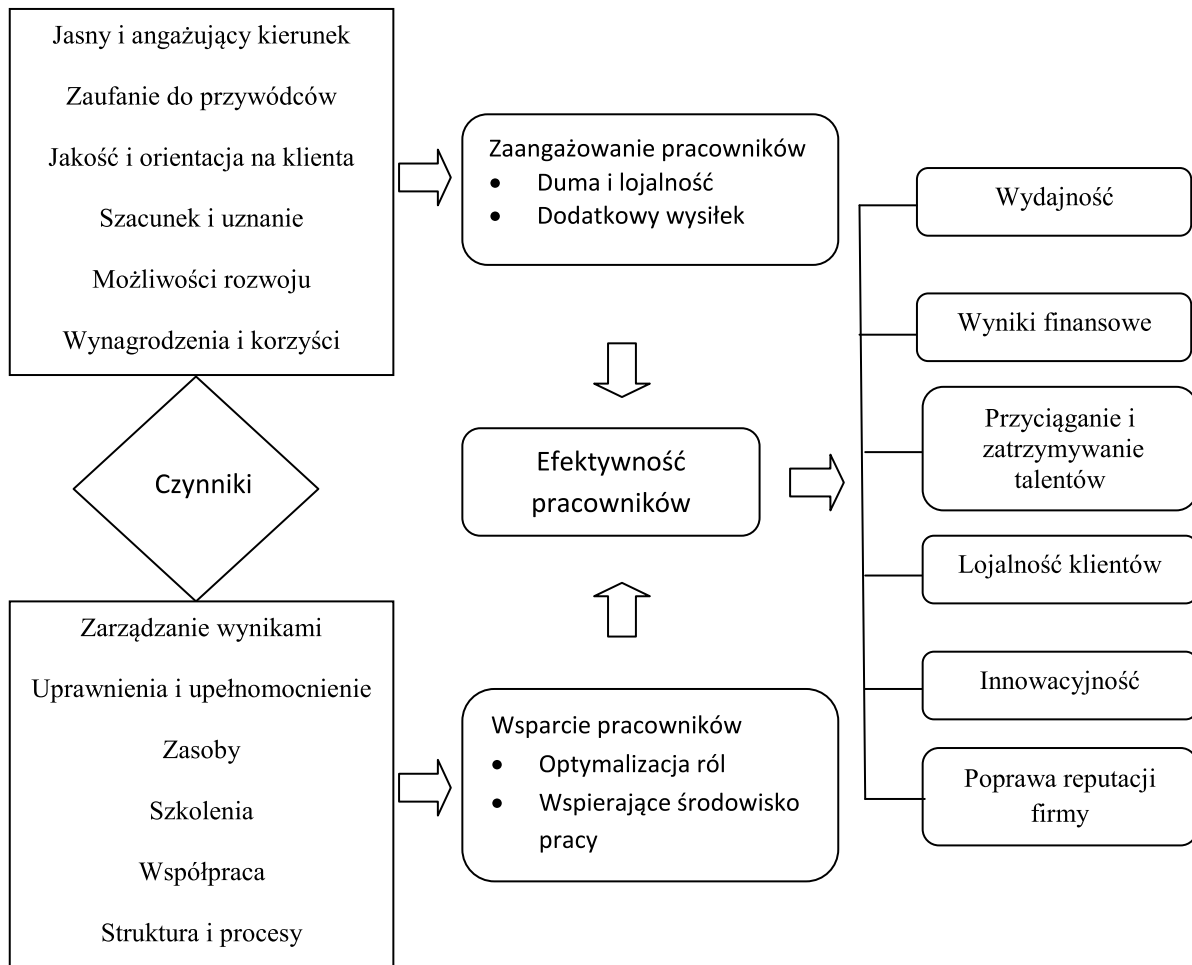 Jasny i angażujący kierunek
Zaufanie do przywódców
Jakość i orientacja na klienta
Szacunek i uznanie
Możliwości rozwoju
Wynagrodzenia i korzyści
Czynniki
Zarządzanie wynikami
Uprawnienia i upełnomocnienie
Zasoby
Szkolenia
Współpraca
Struktura i procesy
Zaangażowanie pracowników
• Duma i lojalność
• Dodatkowy wysiłek
Efektywność
pracowników
Wsparcie pracowników
• Optymalizacja ról
• Wspierające środowisko
pracy
Wydajność
Wyniki finansowe
Przyciąganie i
zatrzymywanie
talentów
Lojalność klientów
Innowacyjność
Poprawa reputacji
firmy